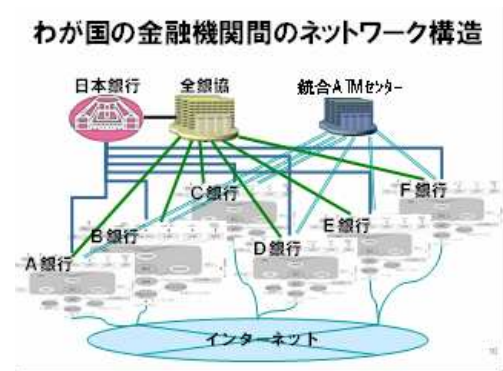 わが国の金融機関間のネットワーク構造
日本銀行
全銀協
統合ATMセンター
C銀行
F銀行
B銀行
E銀行
A銀行
D銀行
インターネット